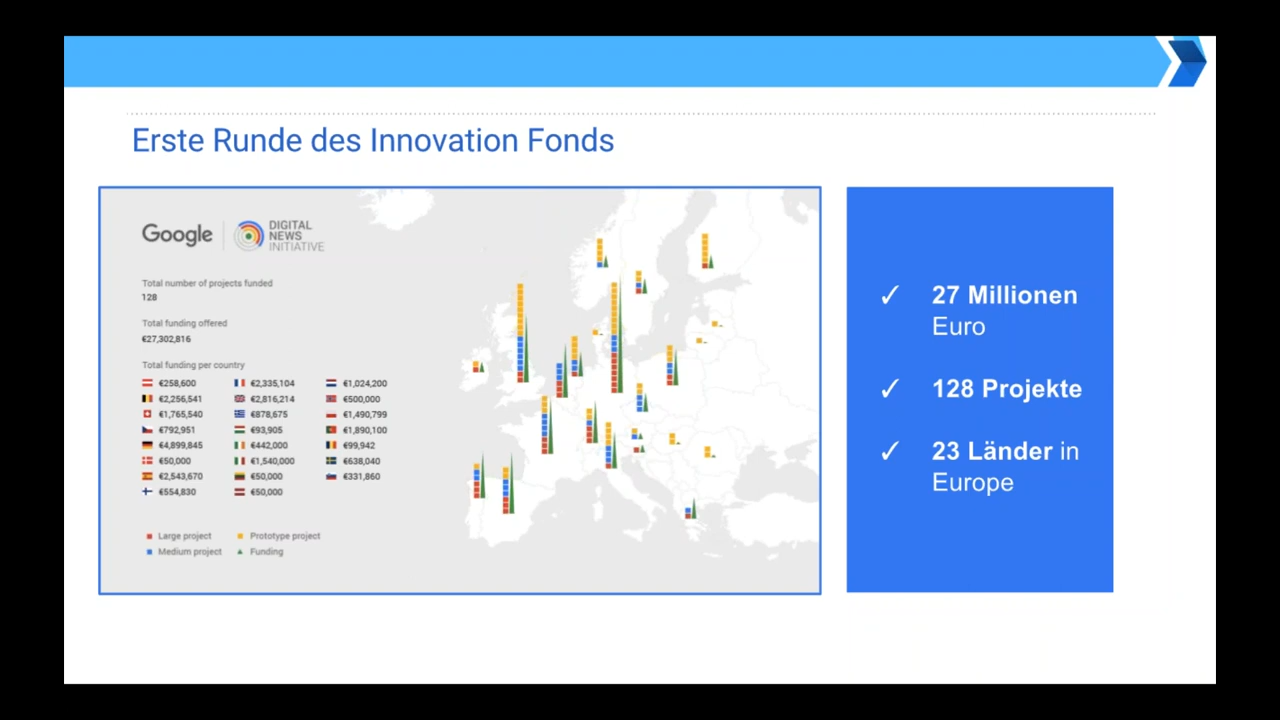 Erste Runde des Innovation Fonds
Google
DIGITAL
NEWS
INITIATIVE
Total number of projects funded
128
Total funding offered
€27,302,816
Total funding per country
€258,600 €2,335,104 €1,024,200
€2,256,541 €2,816,214 €500,000
€1,765,540 €878,675 €1,490,799
€792,951 €93,905 €1,890,100
€4,899,845 €442,000 €99,942
€50,000 €1,540,000 €638,040
€2,543,670 €50,000 €331,860
€554,830 €50,000
Large project Prototype project
Medium project Funding
✓ 27 Millionen
Euro
✓ 128 Projekte
✓ 23 Länder in
Europe